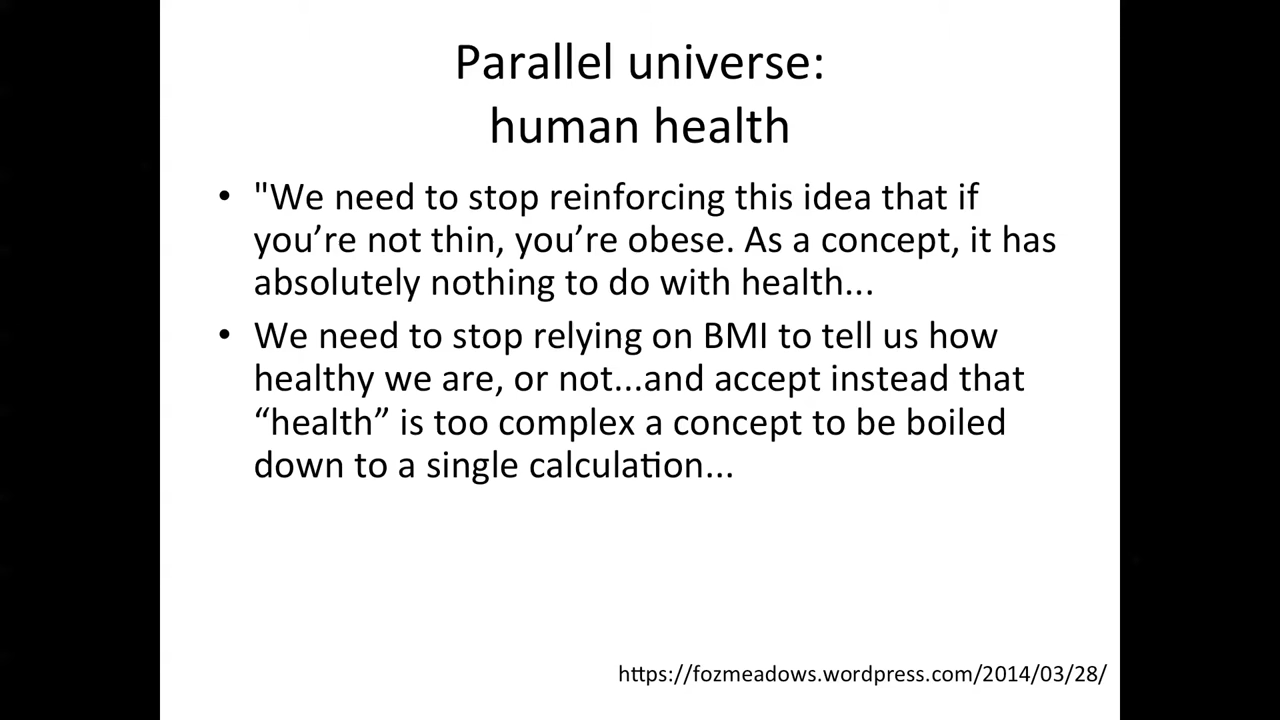 Parallel universe:
human health
• "We need to stop reinforcing this idea that if
you’re not thin, you’re obese. As a concept, it has
absolutely nothing to do with health...
• We need to stop relying on BMI to tell us how
healthy we are, or not...and accept instead that
“health” is too complex a concept to be boiled
down to a single calculation...
https://fozmeadows.wordpress.com/2014/03/28/